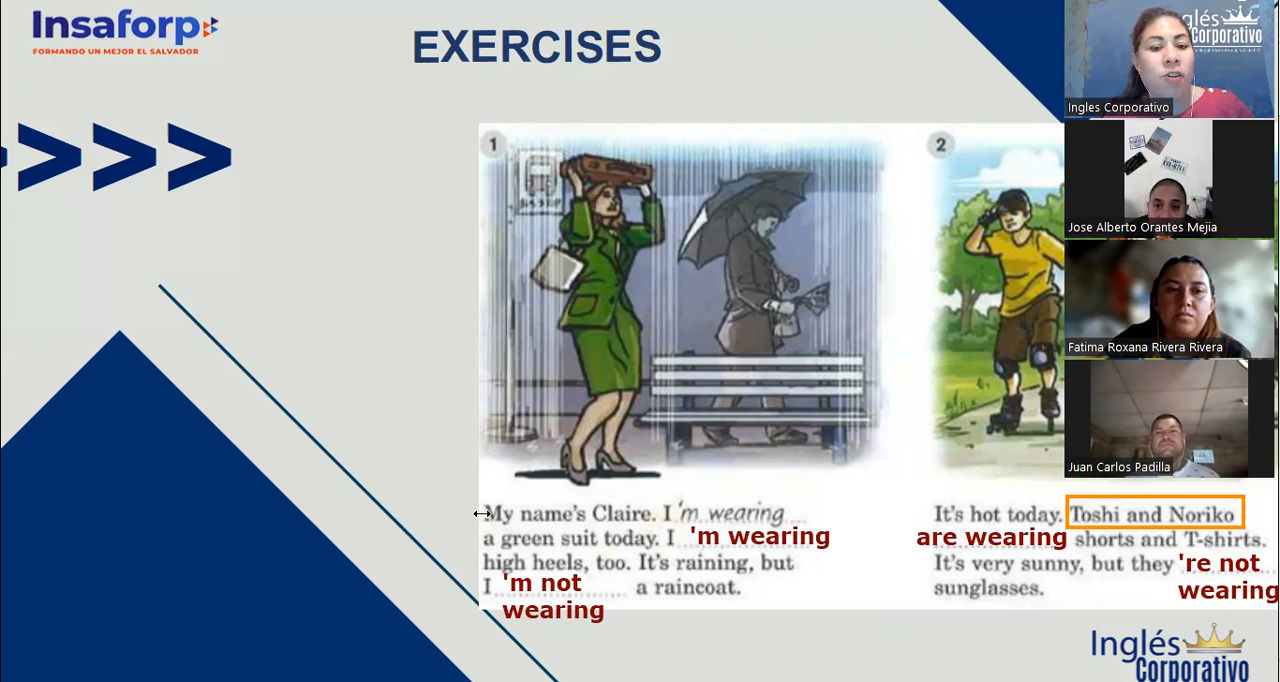 Insaforp
FORMANDO UN MEJOR EL SALVADOR
EXERCISES
Inglés
Corporativo
Ingles Corporativo
Jose Alberto Orantes Mejia
Fatima Roxana Rivera Rivera
Juan Carlos Padilla
1
2
My name's Claire. I 'm wearing
a green suit today. I 'm wearing
high heels, too. It's raining, but
I 'm not wearing a raincoat.
It's hot today. Toshi and Noriko
are wearing shorts and T-shirts.
It's very sunny, but they 're not wearing
sunglasses.
Inglés
Corporativo